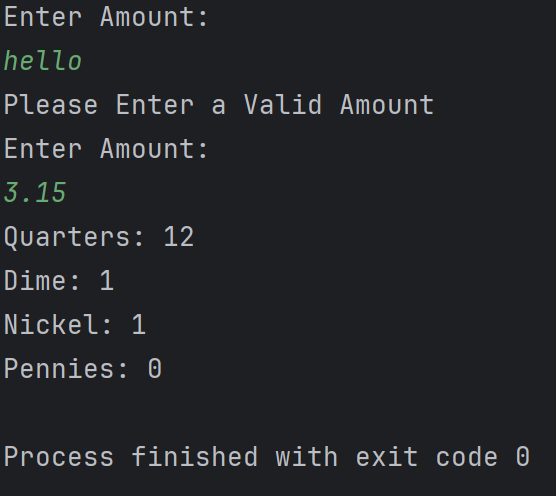 Enter Amount:
hello
Please Enter a Valid Amount
Enter Amount:
3.15
Quarters: 12
Dime: 1
Nickel: 1
Pennies: 0
Process finished with exit code 0